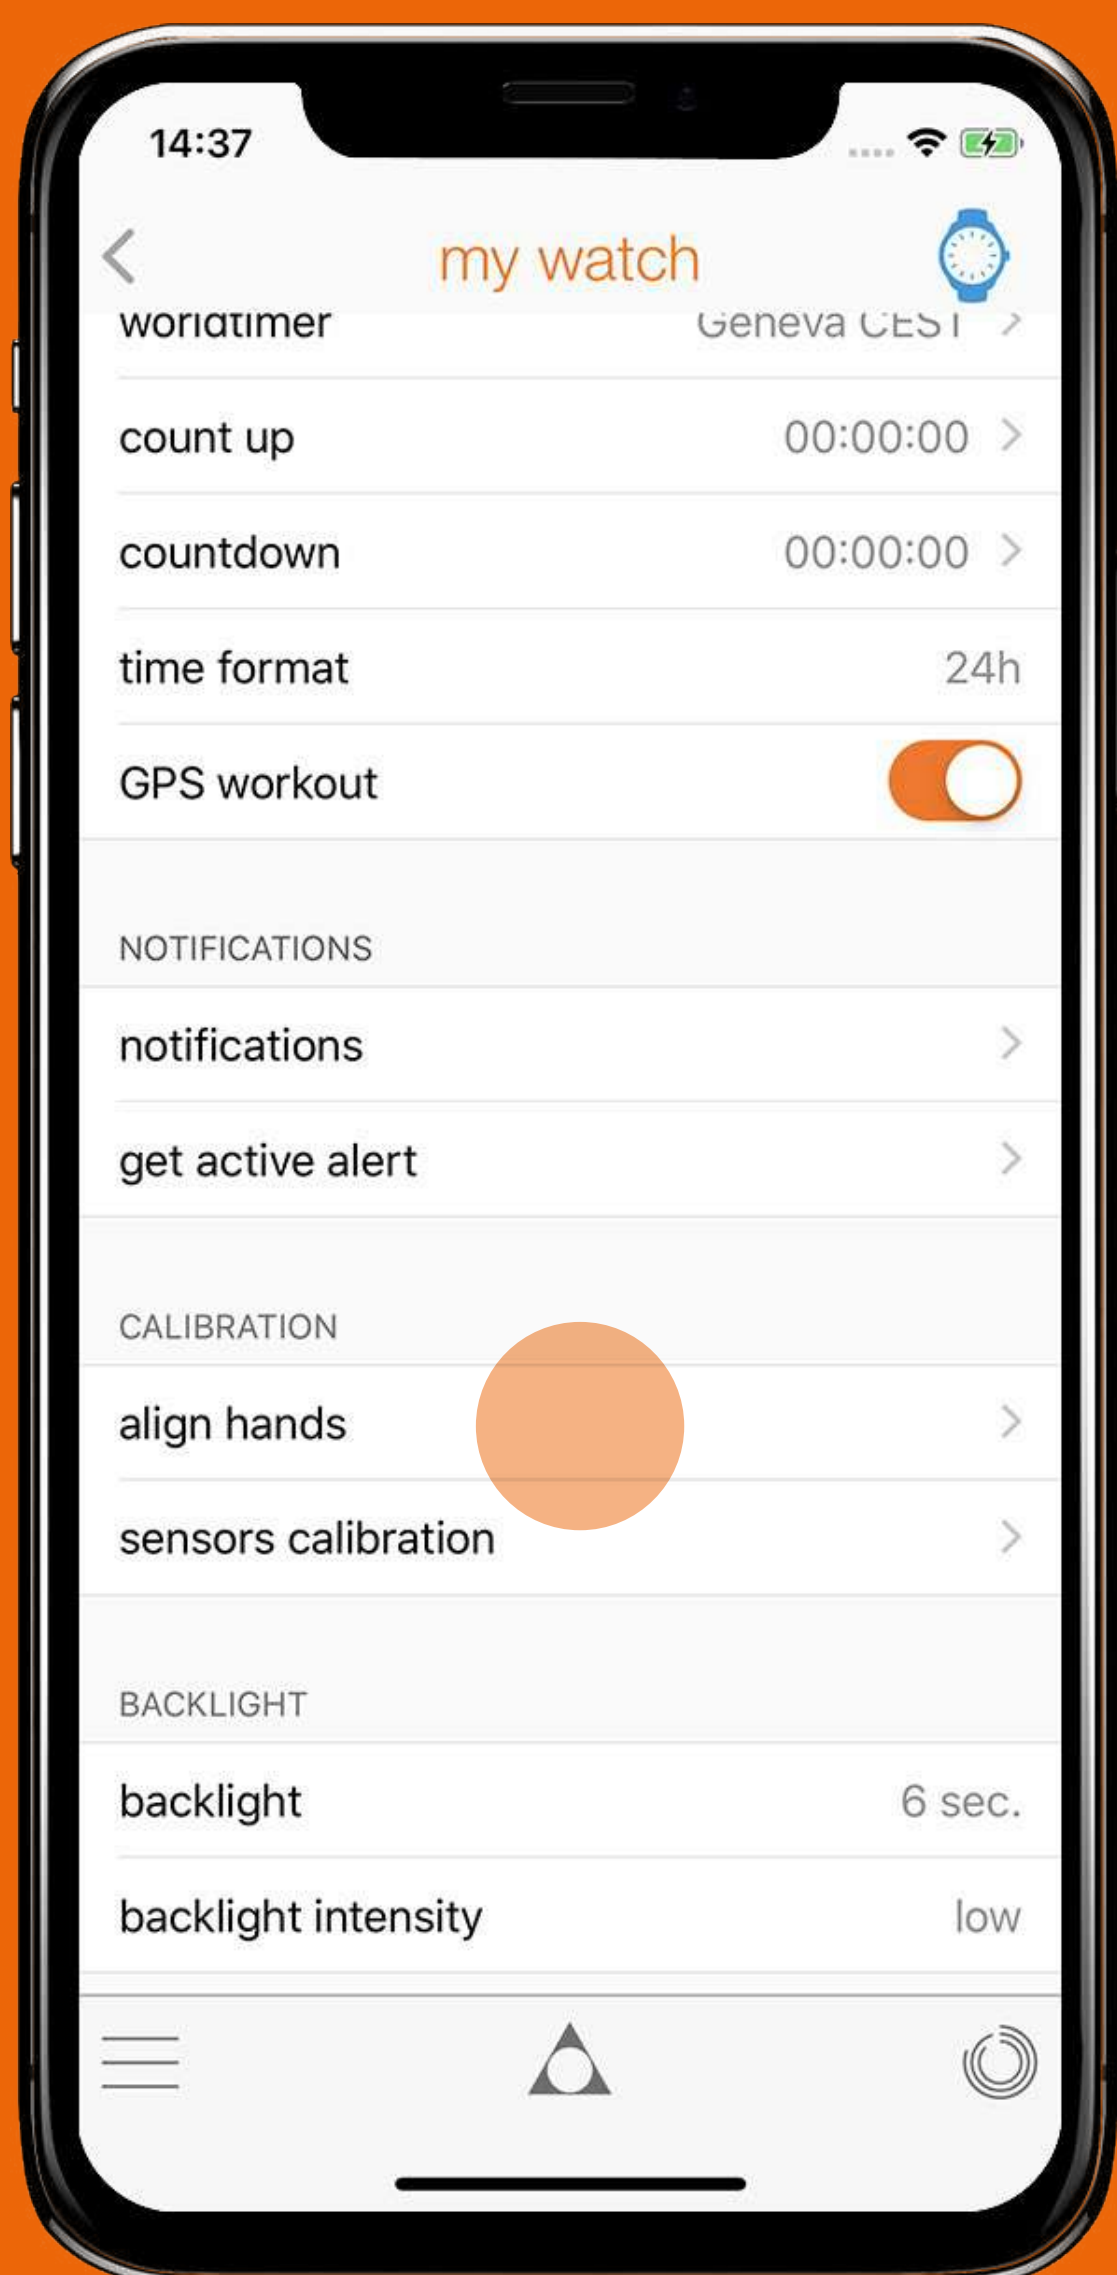 14:37
my watch
worldtimer Geneva CEST
count up 00:00:00
countdown 00:00:00
time format 24h
GPS workout
NOTIFICATIONS
notifications
get active alert
CALIBRATION
align hands
sensors calibration
BACKLIGHT
backlight 6 sec.
backlight intensity low